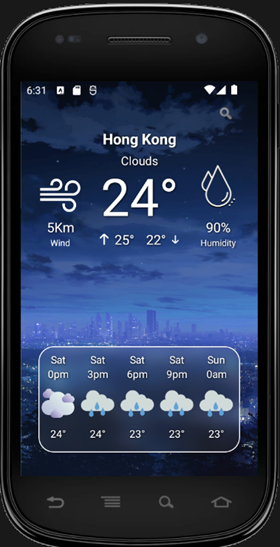 6:31
Hong Kong
Clouds
24°
5Km
Wind
90%
Humidity
↑ 25° 22° ↓
Sat Sat Sat Sat Sun
0pm 3pm 6pm 9pm 0am
24° 24° 23° 23° 23°